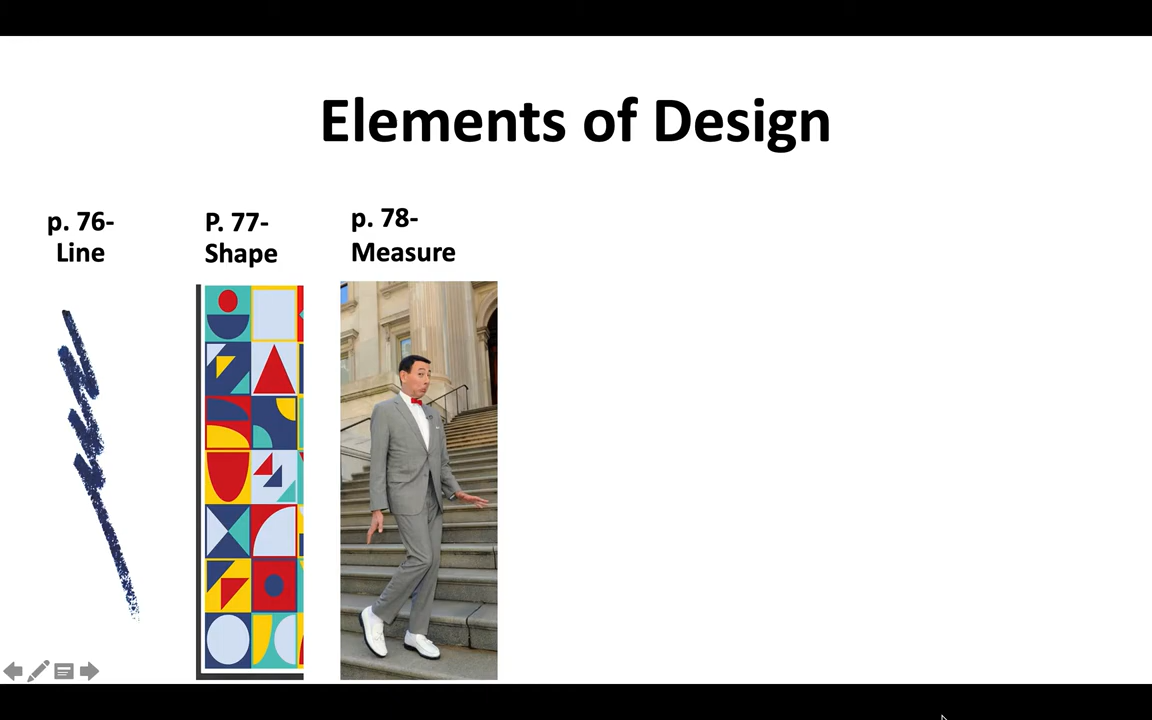 Elements of Design
p. 76-
Line
P. 77-
Shape
p. 78-
Measure